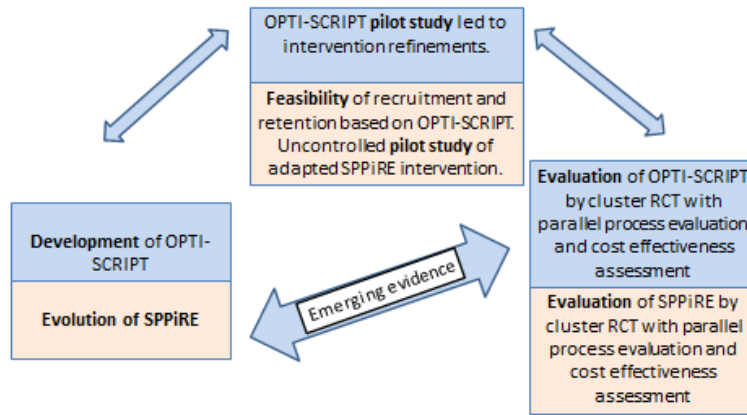 OPTI-SCRIPT pilot study led to
intervention refinements.
Feasibility of recruitment and
retention based on OPTI-SCRIPT.
Uncontrolled pilot study of
adapted SPPiRE intervention.
Development of OPTI-
SCRIPT
Evolution of SPPiRE
Emerging evidence
Evaluation of OPTI-SCRIPT
by cluster RCT with
parallel process evaluation
and cost effectiveness
assessment
Evaluation of SPPiRE by
cluster RCT with parallel
process evaluation and
cost effectiveness
assessment